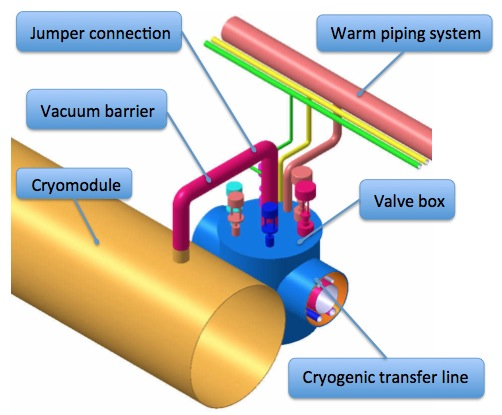 Jumper connection
Warm piping system
Vacuum barrier
Cryomodule
Valve box
Cryogenic transfer line